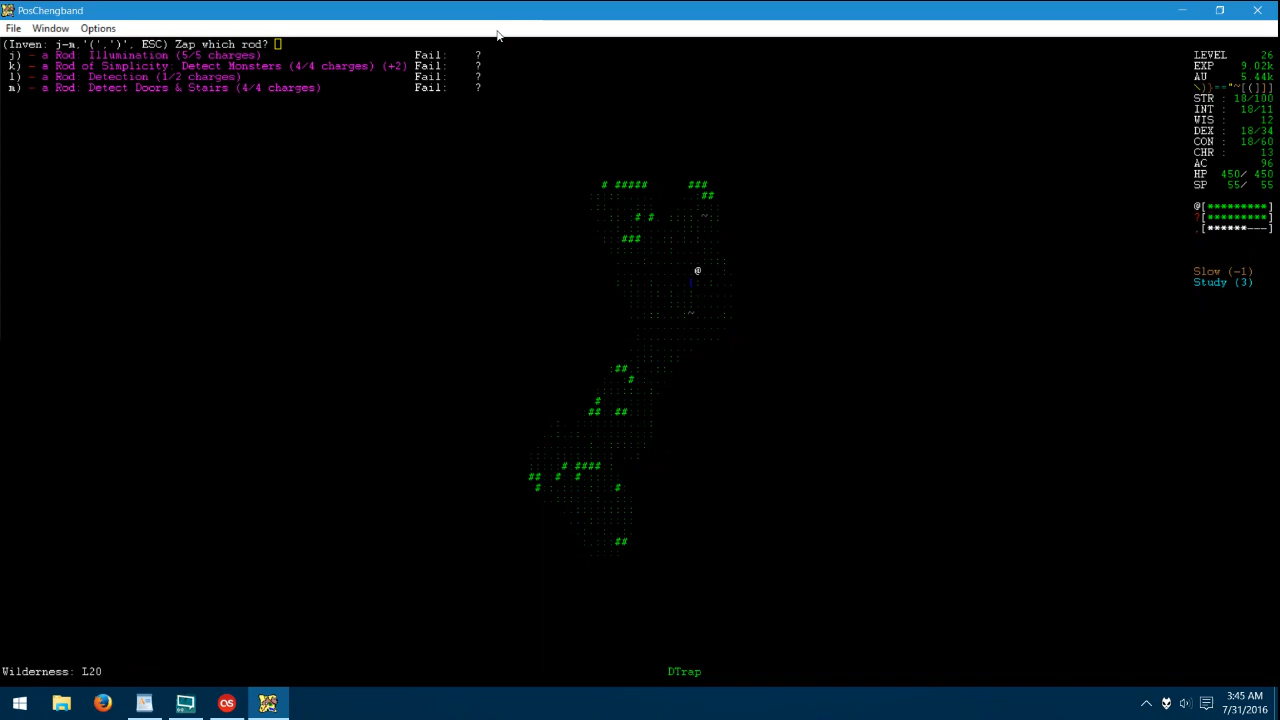 PosChengband
File Window Options
(Inven: j-m,'(',')', ESC) Zap which rod?
j) - a Rod: Illumination (5/5 charges) Fail: ?
k) - a Rod of Simplicity: Detect Monsters (4/4 charges) (+2) Fail: ?
l) - a Rod: Detection (1/2 charges) Fail: ?
m) - a Rod: Detect Doors & Stairs (4/4 charges) Fail: ?
LEVEL 26
EXP 9.02k
AU 5.44k
\)}=="~[(]]]
STR : 18/100
INT : 18/11
WIS : 12
DEX : 18/34
CON : 18/60
CHR : 13
AC 96
HP 450/ 450
SP 55/ 55
@[*********]
?[*********]
,[******---]
Slow (-1)
Study (3)
Wilderness: L20 DTrap
3:45 AM
7/31/2016